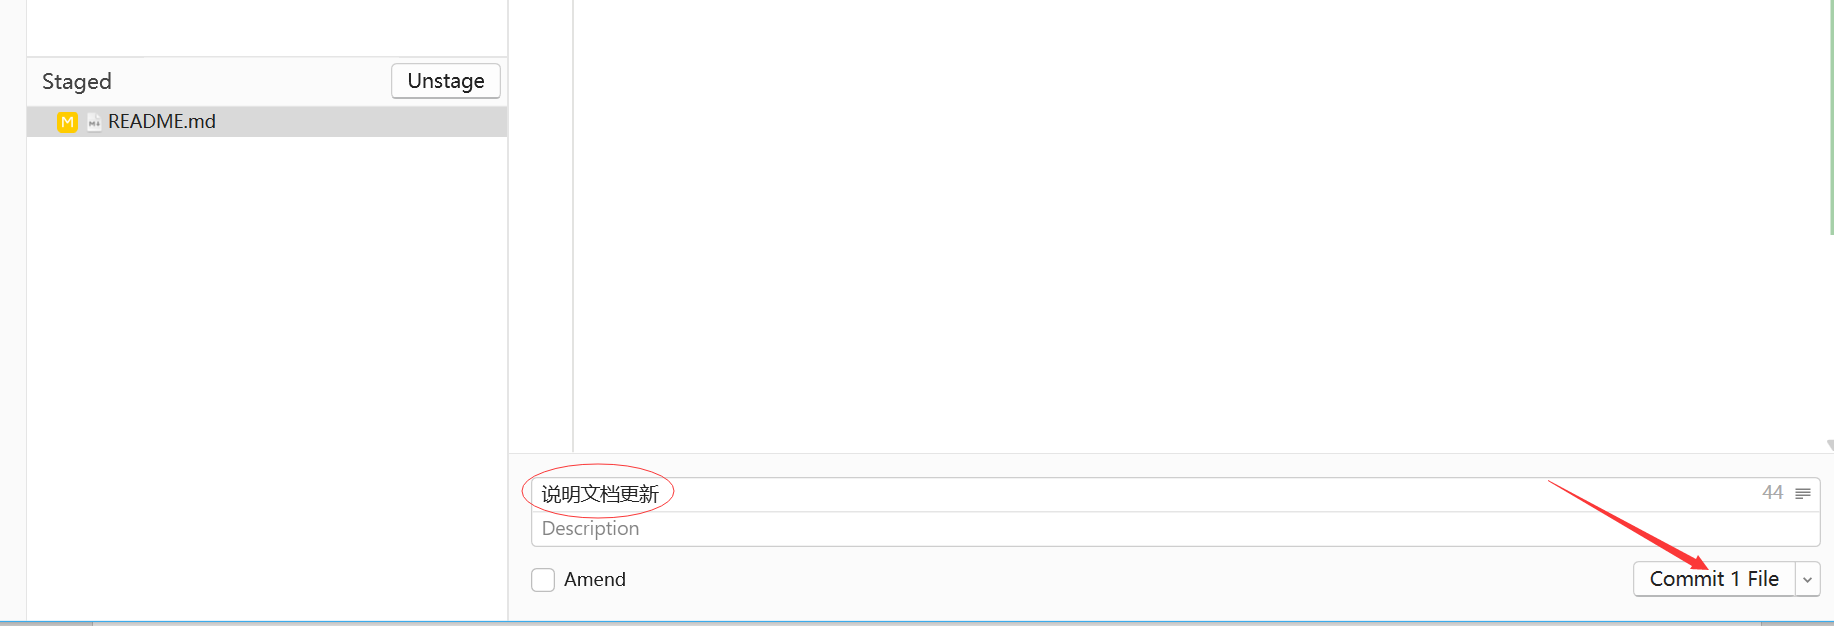 Staged
Unstage
M README.md
说明文档更新
44
Description
Amend
Commit 1 File